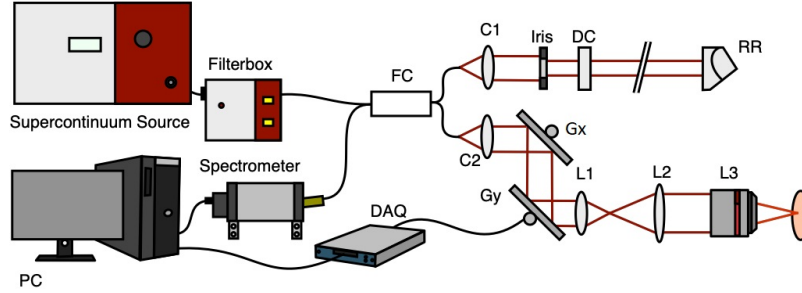 C1
Iris
DC
RR
Filterbox
FC
Supercontinuum Source
C2
Gx
Spectrometer
Gy
L1
L2
L3
DAQ
PC